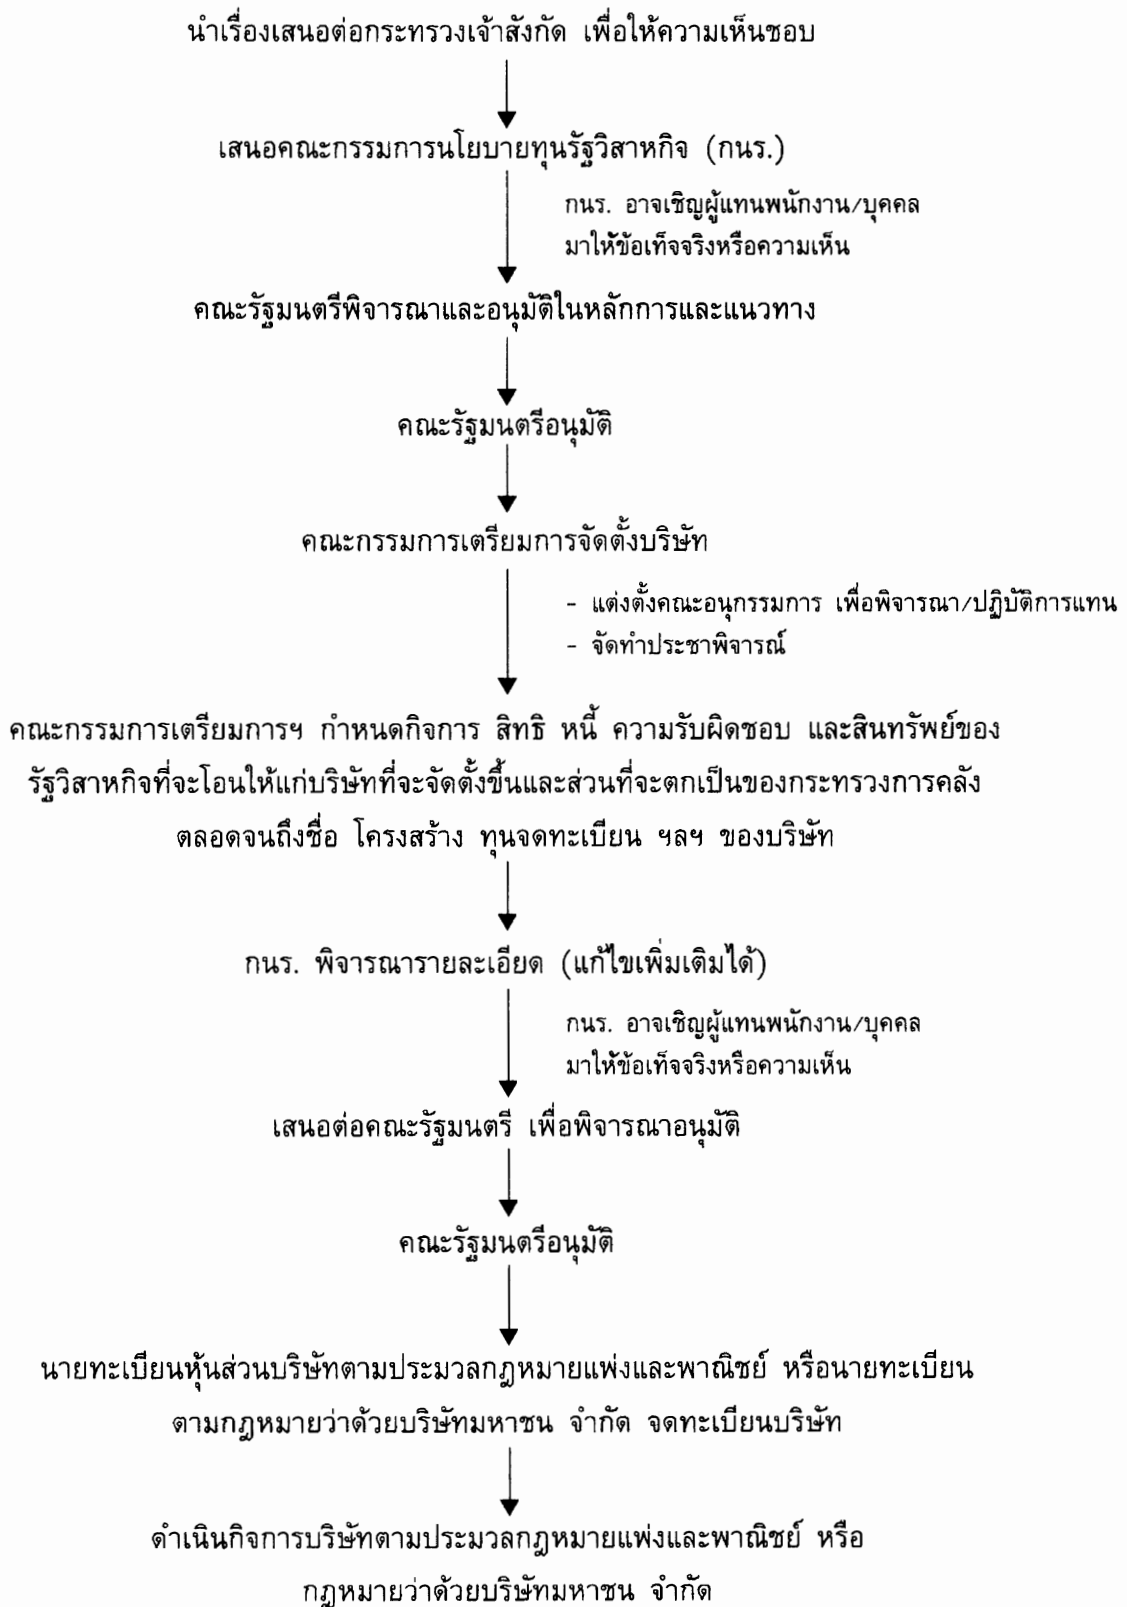 นำเรื่องเสนอต่อกระทรวงเจ้าสังกัด เพื่อให้ความเห็นชอบ
เสนอคณะกรรมการนโยบายทุนรัฐวิสาหกิจ (กนร.)
กนร. อาจเชิญผู้แทนพนักงาน/บุคคล
มาให้ข้อเท็จจริงหรือความเห็น
คณะรัฐมนตรีพิจารณาและอนุมัติในหลักการและแนวทาง
คณะรัฐมนตรีอนุมัติ
คณะกรรมการเตรียมการจัดตั้งบริษัท
- แต่งตั้งคณะอนุกรรมการ เพื่อพิจารณา/ปฏิบัติการแทน
- จัดทำประชาพิจารณ์
คณะกรรมการเตรียมการฯ กำหนดกิจการ สิทธิ หนี้ ความรับผิดชอบ และสินทรัพย์ของ
รัฐวิสาหกิจที่จะโอนให้แก่บริษัทที่จะจัดตั้งขึ้นและส่วนที่จะตกเป็นของกระทรวงการคลัง
ตลอดจนถึงชื่อ โครงสร้าง ทุนจดทะเบียน ฯลฯ ของบริษัท
กนร. พิจารณารายละเอียด (แก้ไขเพิ่มเติมได้)
กนร. อาจเชิญผู้แทนพนักงาน/บุคคล
มาให้ข้อเท็จจริงหรือความเห็น
เสนอต่อคณะรัฐมนตรี เพื่อพิจารณาอนุมัติ
คณะรัฐมนตรีอนุมัติ
นายทะเบียนหุ้นส่วนบริษัทตามประมวลกฎหมายแพ่งและพาณิชย์ หรือนายทะเบียน
ตามกฎหมายว่าด้วยบริษัทมหาชน จำกัด จดทะเบียนบริษัท
ดำเนินกิจการบริษัทตามประมวลกฎหมายแพ่งและพาณิชย์ หรือ
กฎหมายว่าด้วยบริษัทมหาชน จำกัด